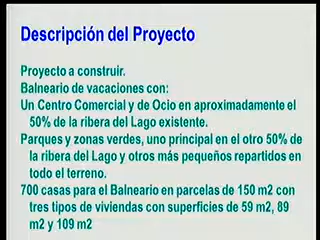 Descripción del Proyecto
Proyecto a construir.
Balneario de vacaciones con:
Un Centro Comercial y de Ocio en aproximadamente el
50% de la ribera del Lago existente.
Parques y zonas verdes, uno principal en el otro 50% de
la ribera del Lago y otros más pequeños repartidos en
todo el terreno.
700 casas para el Balneario en parcelas de 150 m2 con
tres tipos de viviendas con superficies de 59 m2, 89
m2 y 109 m2